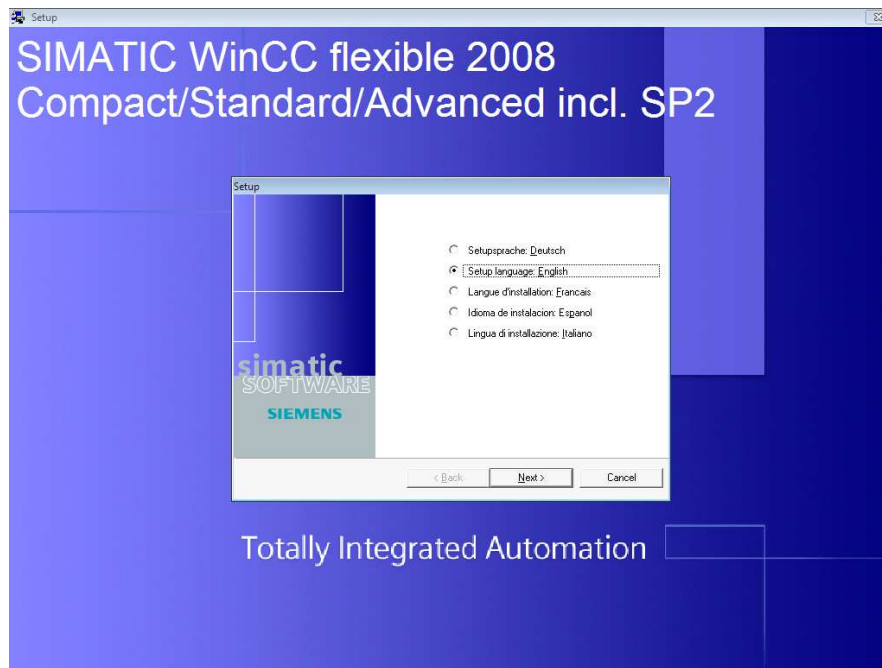 Setup
SIMATIC WinCC flexible 2008
Compact/Standard/Advanced incl. SP2
Setup
Setupsprache: Deutsch
Setup language: English
Langue d'installation: Francais
Idioma de instalacion: Espanol
Lingua di installazione: Italiano
simatic
SOFTWARE
SIEMENS
< Back
Next >
Cancel
Totally Integrated Automation